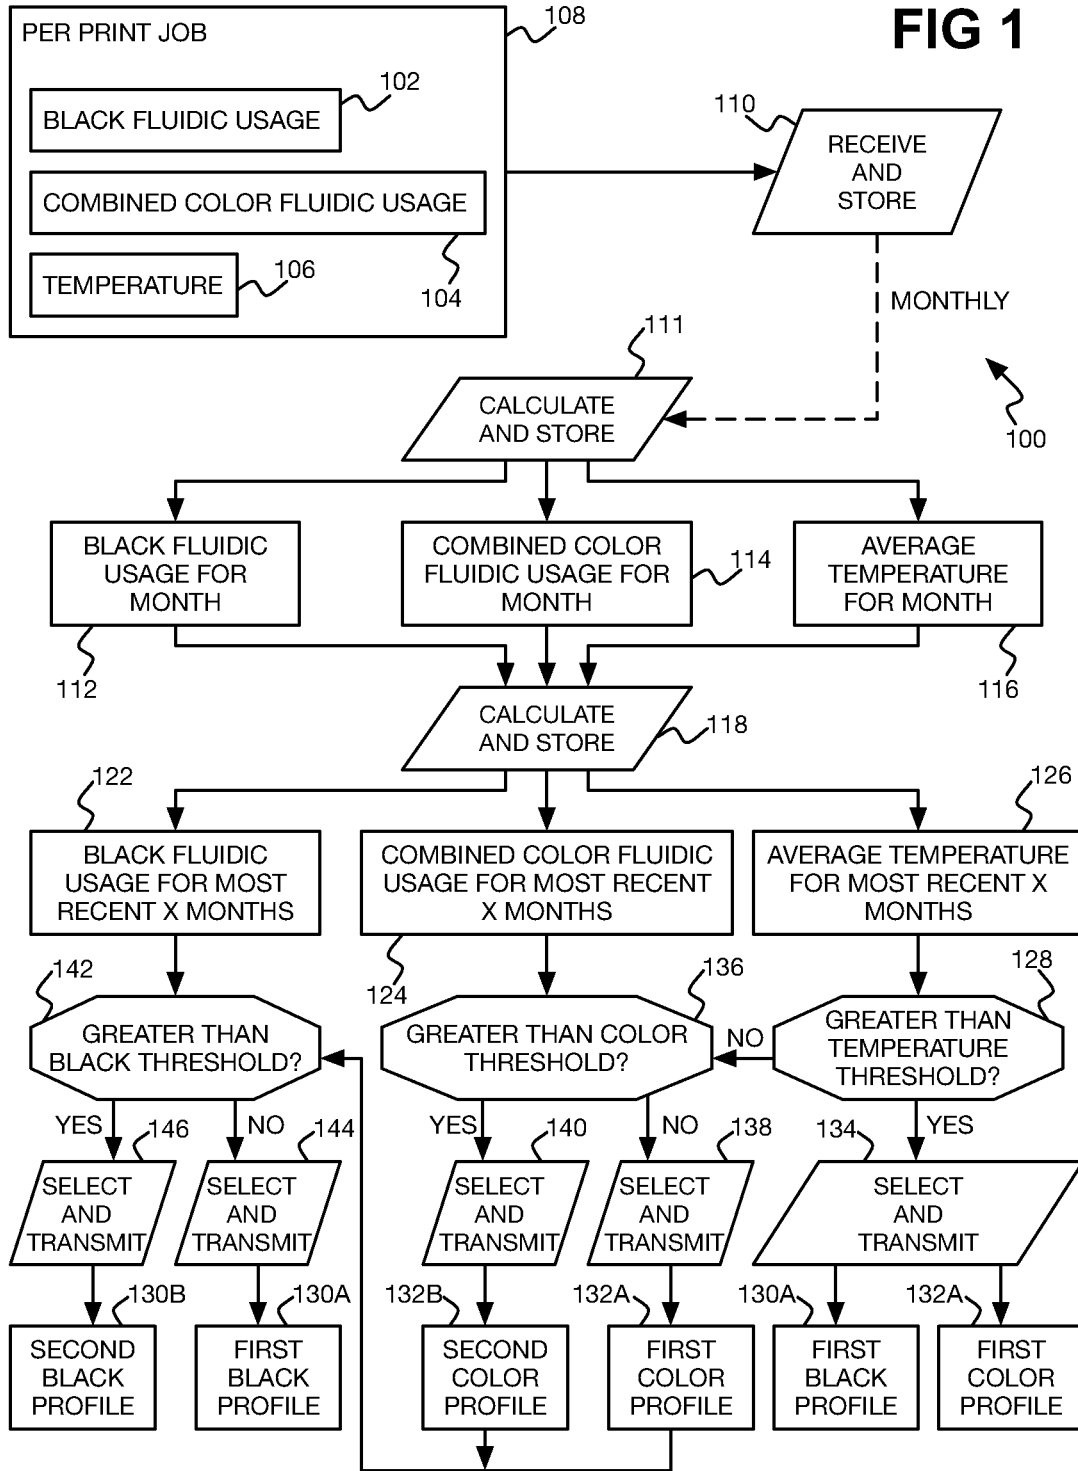 FIG 1
PER PRINT JOB
108
BLACK FLUIDIC USAGE
102
COMBINED COLOR FLUIDIC USAGE
104
TEMPERATURE
106
110
RECEIVE
AND
STORE
MONTHLY
100
111
CALCULATE
AND STORE
BLACK FLUIDIC
USAGE FOR
MONTH
112
COMBINED COLOR
FLUIDIC USAGE FOR
MONTH
114
AVERAGE
TEMPERATURE
FOR MONTH
116
CALCULATE
AND STORE
118
122
BLACK FLUIDIC
USAGE FOR MOST
RECENT X MONTHS
COMBINED COLOR FLUIDIC
USAGE FOR MOST RECENT
X MONTHS
124
126
AVERAGE TEMPERATURE
FOR MOST RECENT X
MONTHS
142
GREATER THAN
BLACK THRESHOLD?
136
GREATER THAN COLOR
THRESHOLD?
NO
128
GREATER THAN
TEMPERATURE
THRESHOLD?
YES
146
NO
144
YES
140
NO
138
134
YES
SELECT
AND
TRANSMIT
SELECT
AND
TRANSMIT
SELECT
AND
TRANSMIT
SELECT
AND
TRANSMIT
SELECT
AND
TRANSMIT
130B
130A
132B
132A
130A
132A
SECOND
BLACK
PROFILE
FIRST
BLACK
PROFILE
SECOND
COLOR
PROFILE
FIRST
COLOR
PROFILE
FIRST
BLACK
PROFILE
FIRST
COLOR
PROFILE